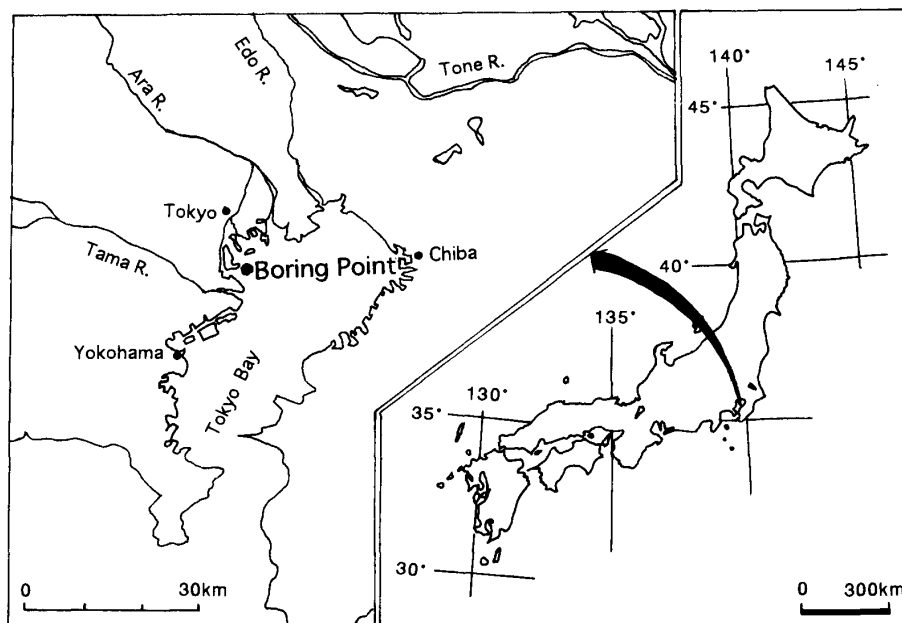 Ara R.
Edo R.
Tone R.
Tokyo
Tama R.
Boring Point
Chiba
Yokohama
Tokyo Bay
0 30km
140°
145°
45°
40°
135°
130°
35°
30°
0 300km